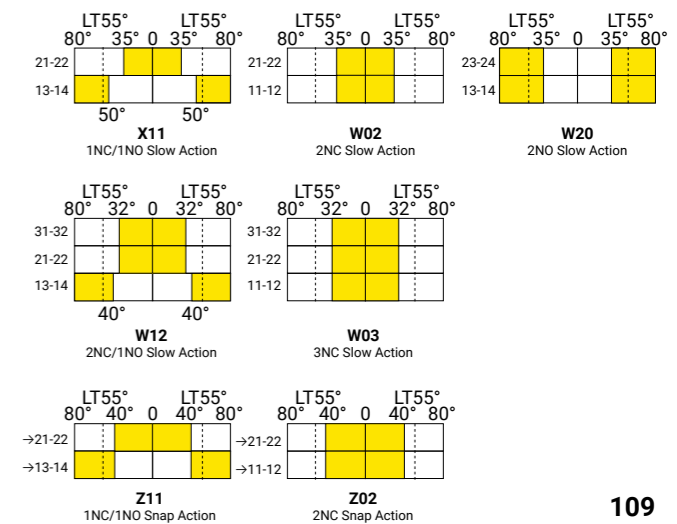 LT55° LT55°
80° 35° 0 35° 80°
21-22
13-14
50° 50°
X11
1NC/1NO Slow Action
LT55° LT55°
80° 35° 0 35° 80°
21-22
11-12
W02
2NC Slow Action
LT55° LT55°
80° 35° 0 35° 80°
23-24
13-14
W20
2NO Slow Action
LT55° LT55°
80° 32° 0 32° 80°
31-32
21-22
13-14
40° 40°
W12
2NC/1NO Slow Action
LT55° LT55°
80° 32° 0 32° 80°
31-32
21-22
11-12
W03
3NC Slow Action
LT55° LT55°
80° 40° 0 40° 80°
→21-22
→13-14
Z11
1NC/1NO Snap Action
LT55° LT55°
80° 40° 0 40° 80°
→21-22
→11-12
Z02
2NC Snap Action
109